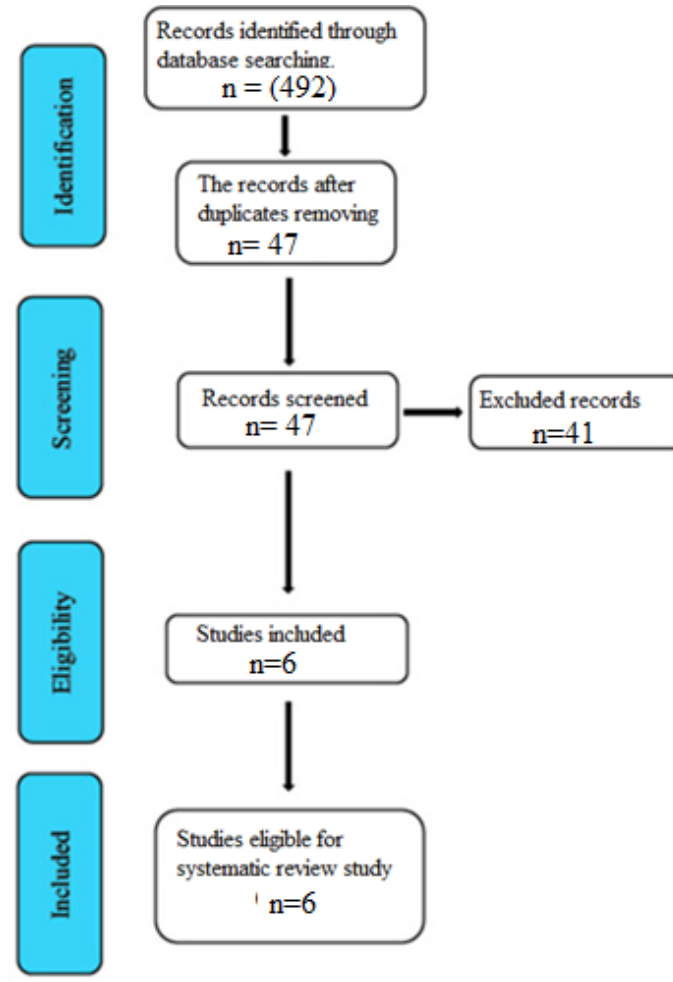 Identification
Records identified through
database searching.
n = (492)
The records after
duplicates removing
n= 47
Screening
Records screened
n= 47
Excluded records
n=41
Eligibility
Studies included
n=6
Included
Studies eligible for
systematic review study
n=6